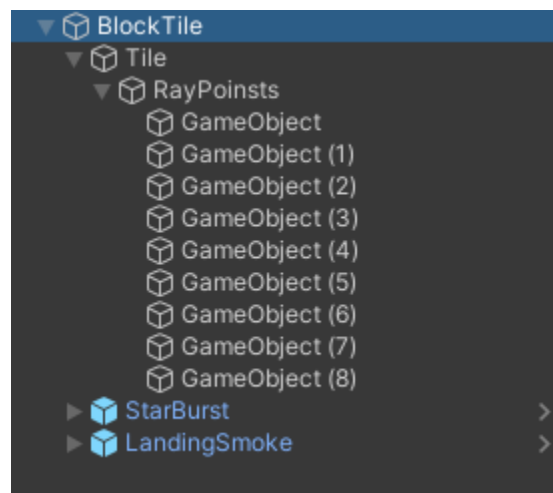 BlockTile
Tile
RayPoinsts
GameObject
GameObject (1)
GameObject (2)
GameObject (3)
GameObject (4)
GameObject (5)
GameObject (6)
GameObject (7)
GameObject (8)
StarBurst
LandingSmoke